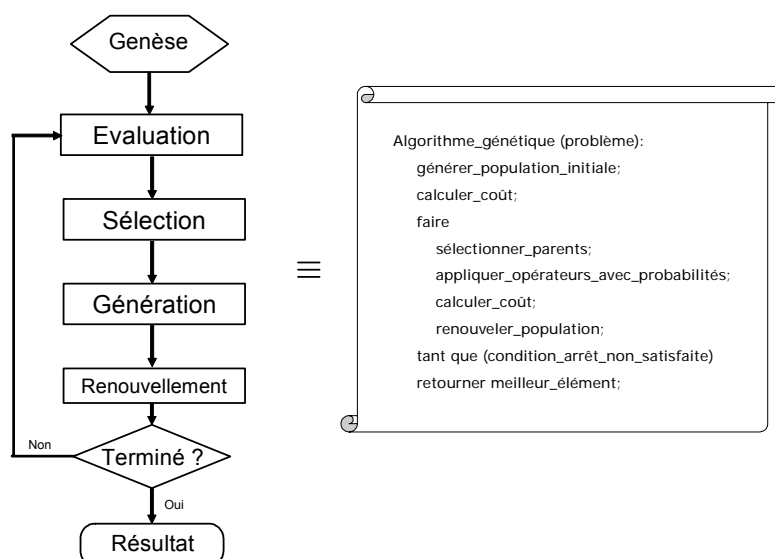 Genèse
Evaluation
Sélection
Génération
Renouvellement
Non
Terminé ?
Oui
Résultat
≡
Algorithme_génétique (problème):
générer_population_initiale;
calculer_coût;
faire
sélectionner_parents;
appliquer_opérateurs_avec_probabilités;
calculer_coût;
renouveler_population;
tant que (condition_arrêt_non_satisfaite)
retourner meilleur_élément;